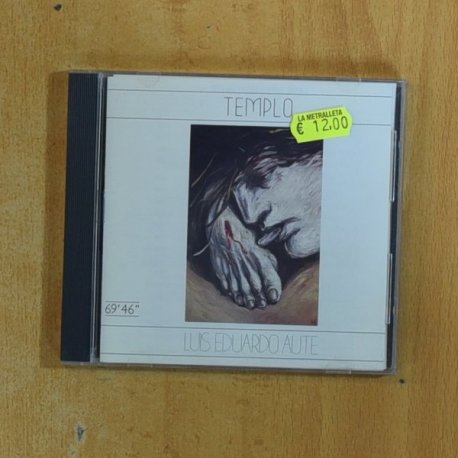 TEMPLO
LA METRALLETA
€ 12,00
69'46"
LUIS EDUARDO AUTE